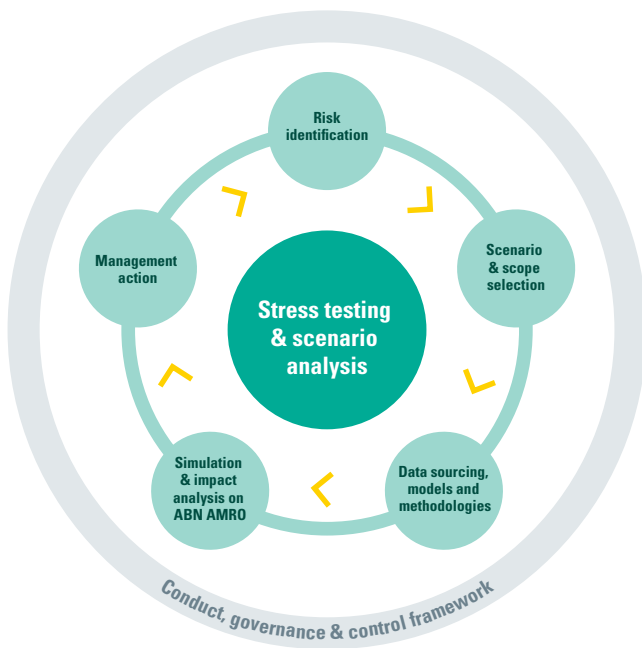 Risk
identification
Scenario
& scope
selection
Data sourcing,
models and
methodologies
Simulation
& impact
analysis on
ABN AMRO
Management
action
Stress testing
& scenario
analysis
Conduct, governance & control framework